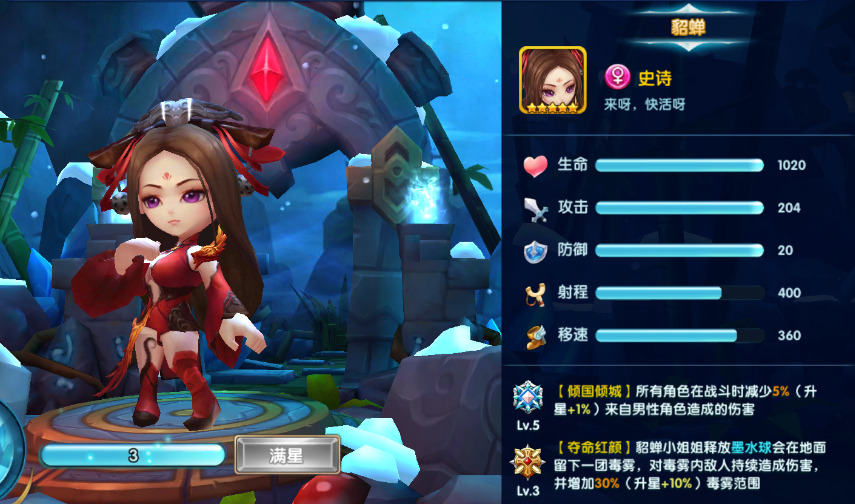 貂蝉
史诗
来呀，快活呀
生命 1020
攻击 204
防御 20
射程 400
移速 360
【倾国倾城】所有角色在战斗时减少5%（升
星+1%）来自男性角色造成的伤害
Lv.5
【夺命红颜】貂蝉小姐姐释放墨水球会在地面
留下一团毒雾，对毒雾内敌人持续造成伤害，
并增加30%（升星+10%）毒雾范围
Lv.3
3
满星